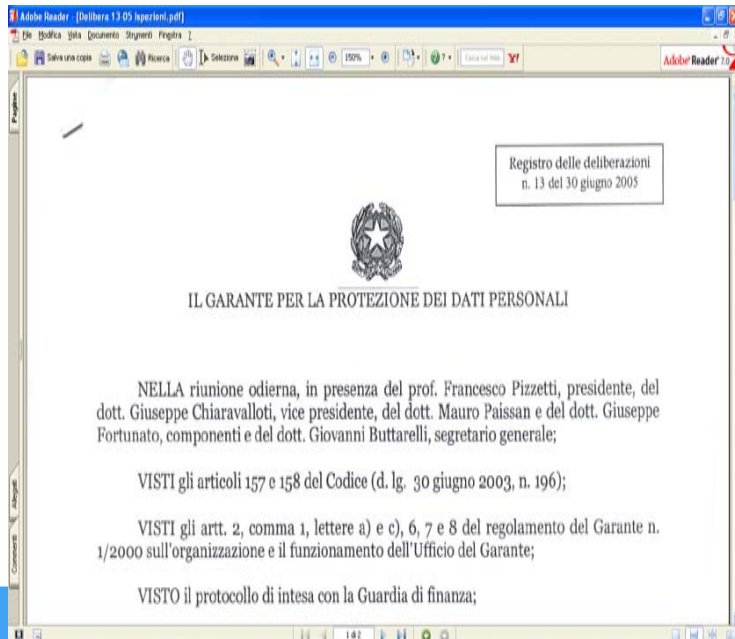 Adobe Reader - [Delibera 13-05 Ispezioni.pdf]
File Modifica Vista Documento Strumenti Finestra ?
Salva una copia Ricerca Seleziona 150% Y!
Adobe Reader 7.0
Pagine
Registro delle deliberazioni
n. 13 del 30 giugno 2005
IL GARANTE PER LA PROTEZIONE DEI DATI PERSONALI
NELLA riunione odierna, in presenza del prof. Francesco Pizzetti, presidente, del
dott. Giuseppe Chiaravalloti, vice presidente, del dott. Mauro Paissan e del dott. Giuseppe
Fortunato, componenti e del dott. Giovanni Buttarelli, segretario generale;
VISTI gli articoli 157 e 158 del Codice (d. lg. 30 giugno 2003, n. 196);
VISTI gli artt. 2, comma 1, lettere a) e c), 6, 7 e 8 del regolamento del Garante n.
1/2000 sull'organizzazione e il funzionamento dell'Ufficio del Garante;
VISTO il protocollo di intesa con la Guardia di finanza;
Allegati
Commenti
1 di 2